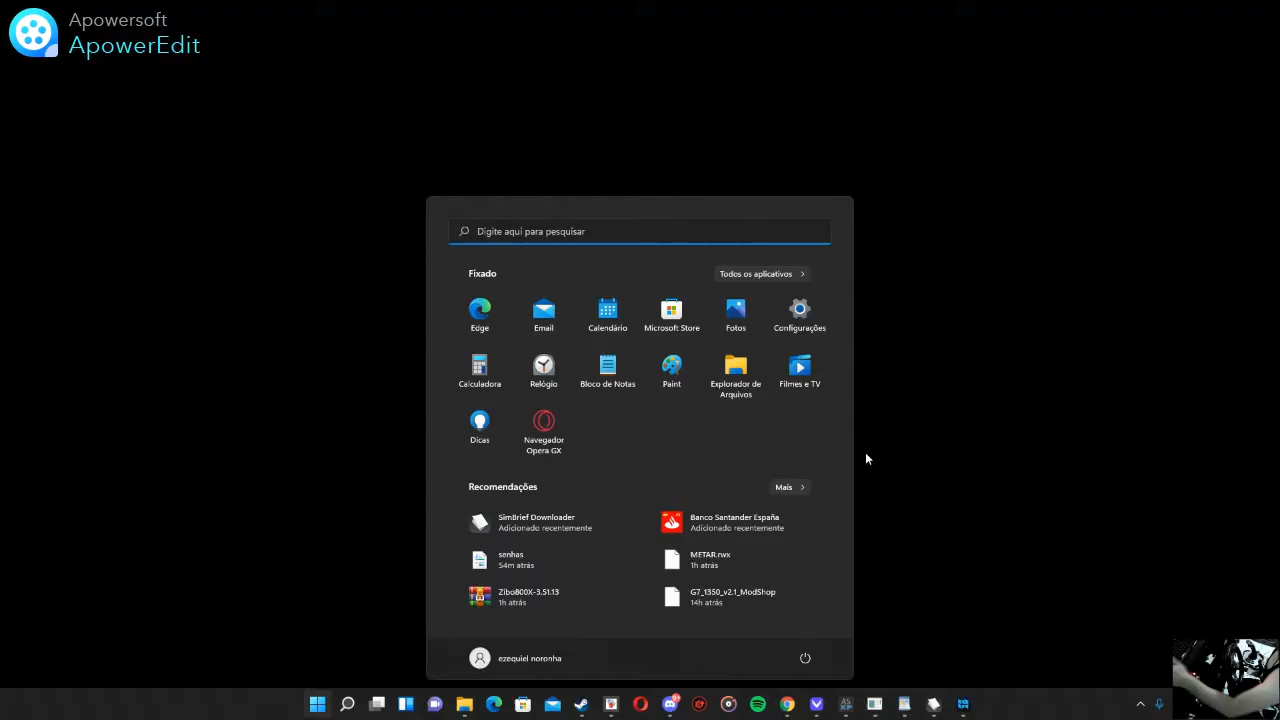 Apowersoft
ApowerEdit
Digite aqui para pesquisar
Fixado
Todos os aplicativos
Edge
Email
Calendário
Microsoft Store
Fotos
Configurações
Calculadora
Relógio
Bloco de Notas
Paint
Explorador de
Arquivos
Filmes e TV
Dicas
Navegador
Opera GX
Recomendações
Mais
SimBrief Downloader
Adicionado recentemente
Banco Santander España
Adicionado recentemente
senhas
54m atrás
METAR.rwx
1h atrás
Zibo800X-3.51.13
1h atrás
G7_1350_v2.1_ModShop
14h atrás
ezequiel noronha
9+
AS
XP